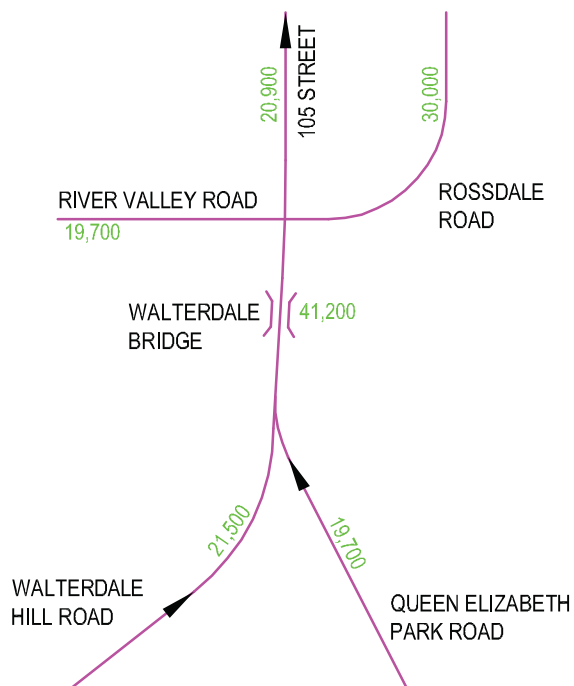 20,900
105 STREET
30,000
RIVER VALLEY ROAD
19,700
ROSSDALE
ROAD
WALTERDALE
BRIDGE
41,200
21,500
19,700
WALTERDALE
HILL ROAD
QUEEN ELIZABETH
PARK ROAD